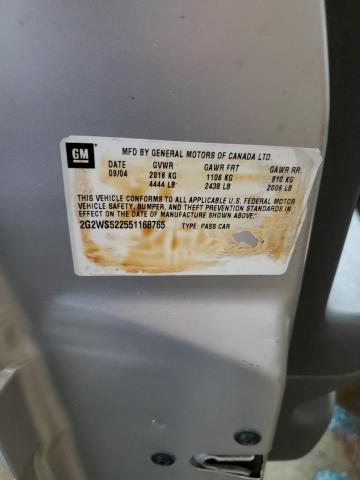 GM
MFD BY GENERAL MOTORS OF CANADA LTD.
DATE GVWR GAWR FRT GAWR RR
09/04 2016 KG 1106 KG 910 KG
4444 LB 2438 LB 2006 LB
THIS VEHICLE CONFORMS TO ALL APPLICABLE U.S. FEDERAL MOTOR
VEHICLE SAFETY, BUMPER, AND THEFT PREVENTION STANDARDS IN
EFFECT ON THE DATE OF MANUFACTURE SHOWN ABOVE.
2G2WS522551168765 TYPE: PASS CAR